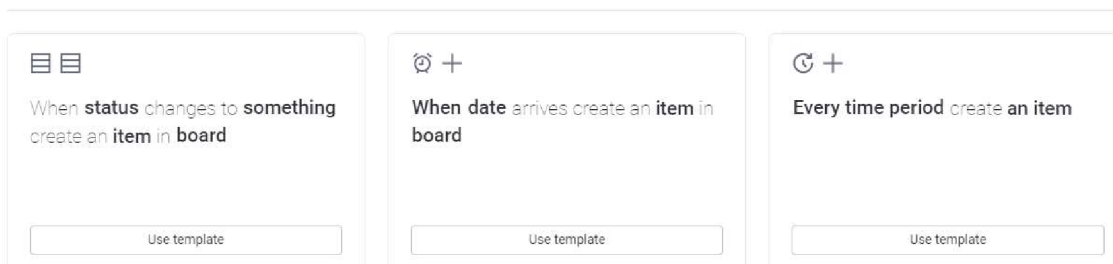 When status changes to something
create an item in board
Use template
When date arrives create an item in
board
Use template
Every time period create an item
Use template